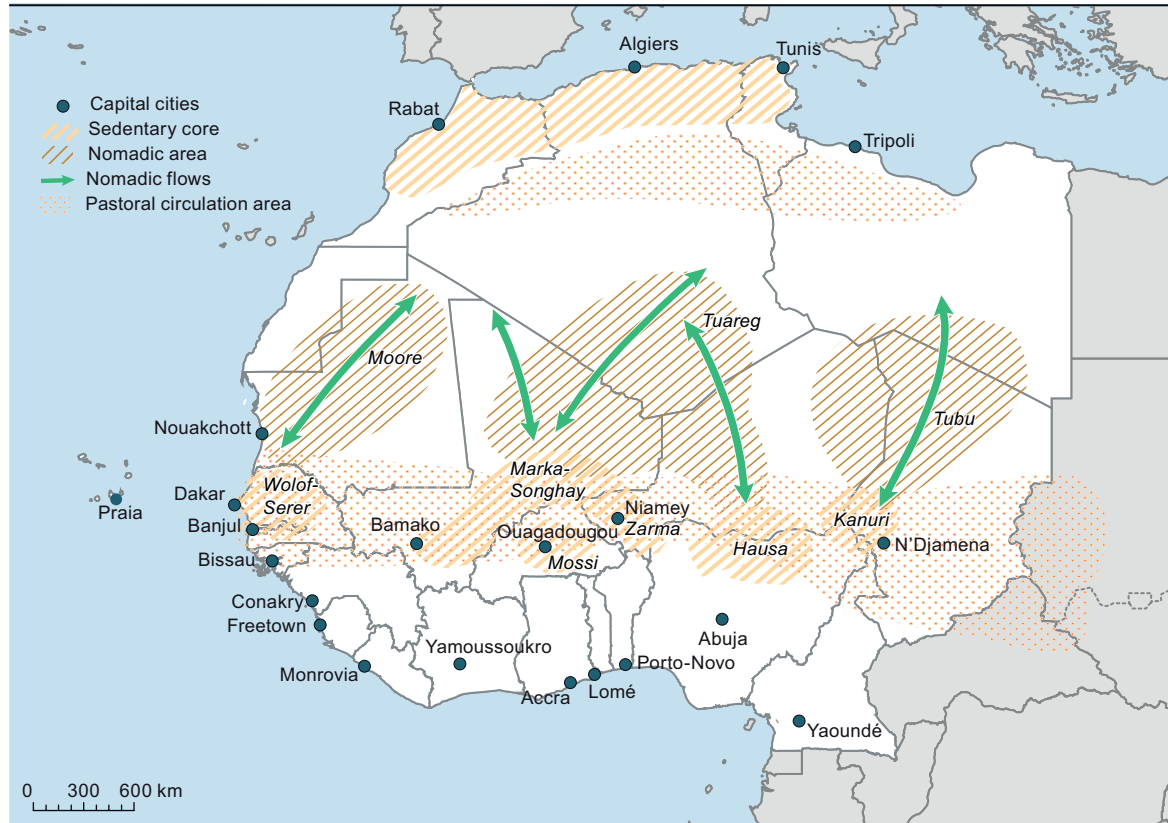 Algiers
Tunis
Capital cities
Rabat
Sedentary core
Tripoli
Nomadic area
Nomadic flows
Pastoral circulation area
Tuareg
Moore
Tubu
Nouakchott
Marka-
Songhay
Wolof-
Serer
Dakar
Praia
Niamey
Kanuri
Banjul
Bamako
Ouagadougou
Zarma
Hausa
N'Djamena
Bissau
Mossi
Conakry
Freetown
Abuja
Yamoussoukro
Porto-Novo
Monrovia
Accra
Lomé
Yaoundé
0 300 600 km